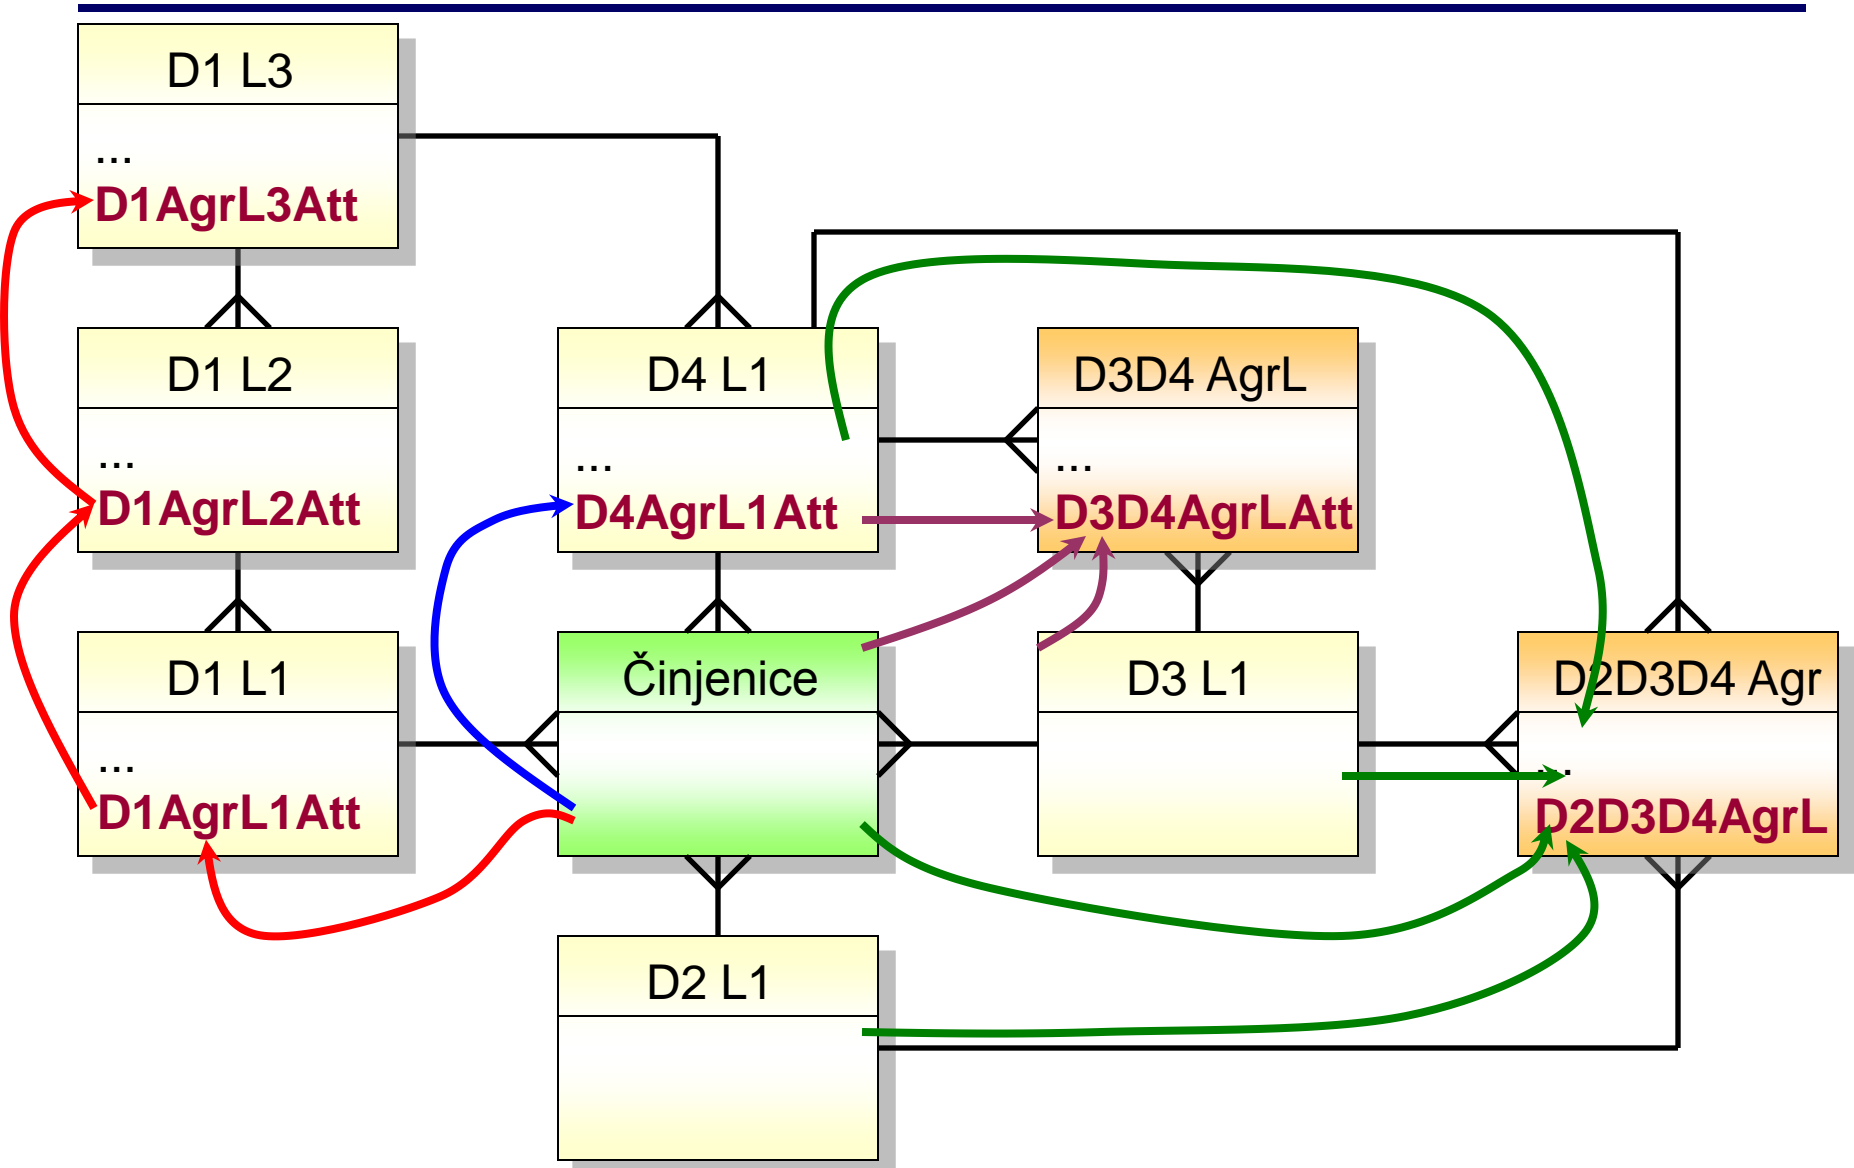 D1 L3
...
D1AgrL3Att
D1 L2
...
D1AgrL2Att
D4 L1
...
D4AgrL1Att
D3D4 AgrL
...
D3D4AgrLAtt
D1 L1
...
D1AgrL1Att
Činjenice
D3 L1
D2D3D4 Agr
...
D2D3D4AgrL
D2 L1